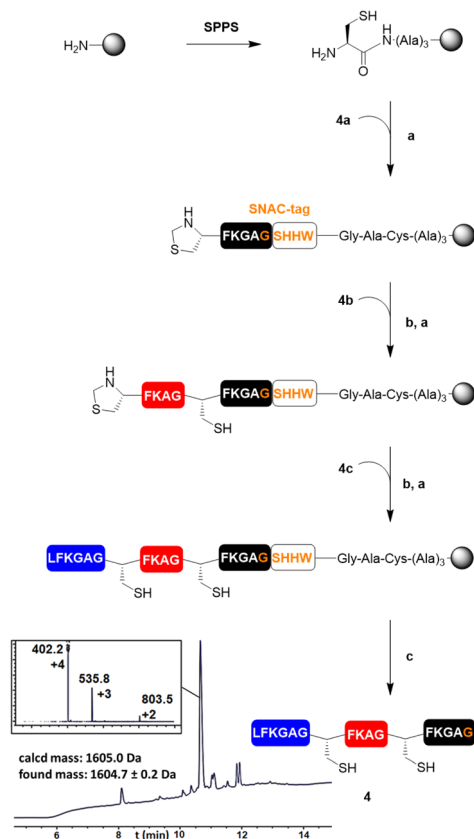 SPPS
H₂N
SH
H₂N
H
N
(Ala)₃
O
4a
a
SNAC-tag
H
N
S
FKGAG SHHW Gly-Ala-Cys-(Ala)₃
4b
b, a
H
N
S
FKAG FKGAG SHHW Gly-Ala-Cys-(Ala)₃
SH
4c
b, a
LFKGAG FKAG FKGAG SHHW Gly-Ala-Cys-(Ala)₃
SH SH
c
402.2
+4
535.8
+3
803.5
+2
LFKGAG FKAG FKGAG
SH SH
calcd mass: 1605.0 Da
found mass: 1604.7 ± 0.2 Da
4
6 8 10 12 14
t (min)